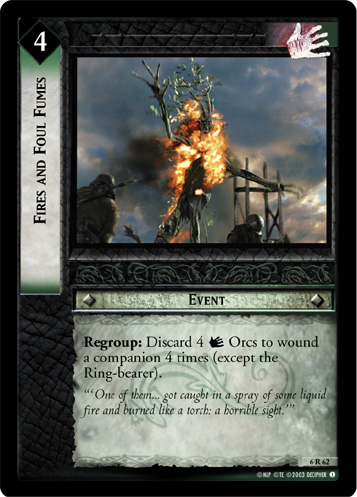 4
Fires and Foul Fumes
Event
Regroup: Discard 4 Orcs to wound
a companion 4 times (except the
Ring-bearer).
“‘One of them... got caught in a spray of some liquid
fire and burned like a torch: a horrible sight.’”
6 R 62
© NLP ©TE © 2003 DECIPHER